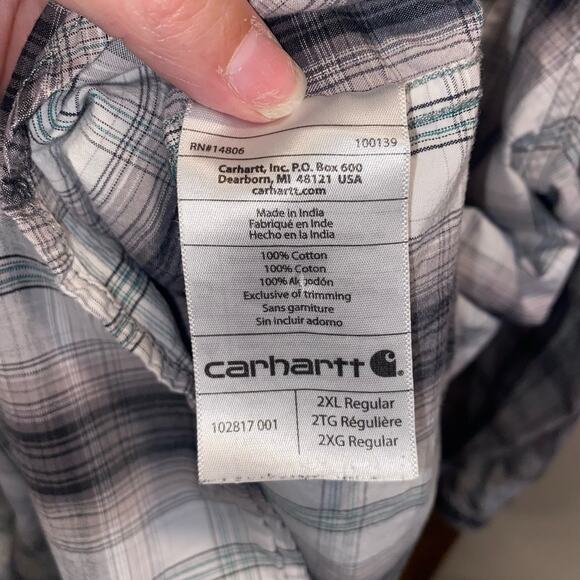 RN#14806 100139
Carhartt, Inc. P.O. Box 600
Dearborn, MI 48121 USA
carhartt.com
Made in India
Fabriqué en Inde
Hecho en la India
100% Cotton
100% Coton
100% Algodón
Exclusive of trimming
Sans garniture
Sin incluir adorno
carhartt
102817 001
2XL Regular
2TG Régulière
2XG Regular